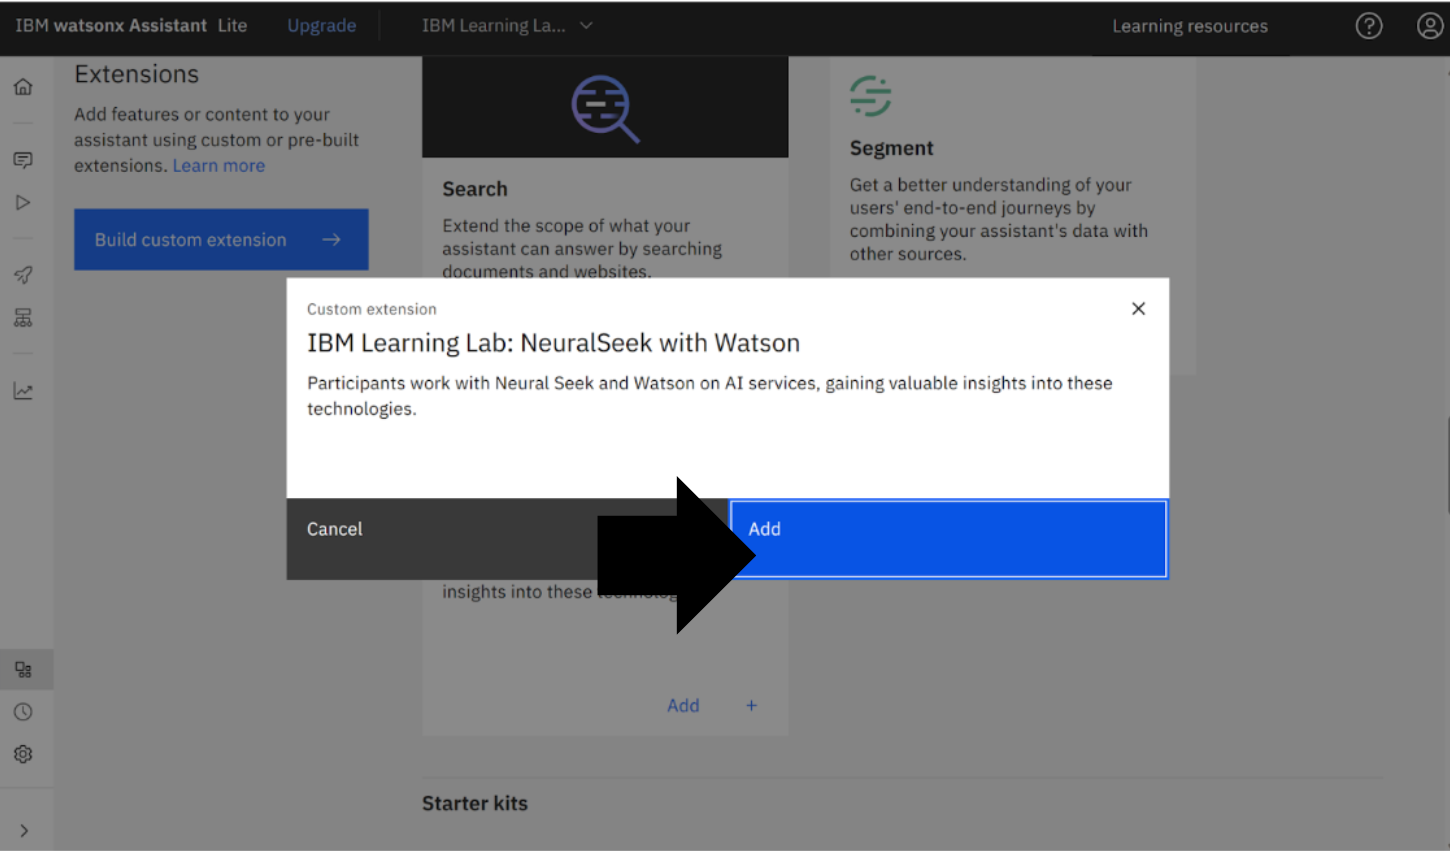 IBM watsonx Assistant Lite
Upgrade
IBM Learning La...
Learning resources
Extensions
Add features or content to your
assistant using custom or pre-built
extensions. Learn more
Build custom extension
Search
Extend the scope of what your
assistant can answer by searching
documents and websites.
Segment
Get a better understanding of your
users' end-to-end journeys by
combining your assistant's data with
other sources.
Custom extension
IBM Learning Lab: NeuralSeek with Watson
Participants work with Neural Seek and Watson on AI services, gaining valuable insights into these
technologies.
Cancel
Add
insights into these
Add +
Starter kits